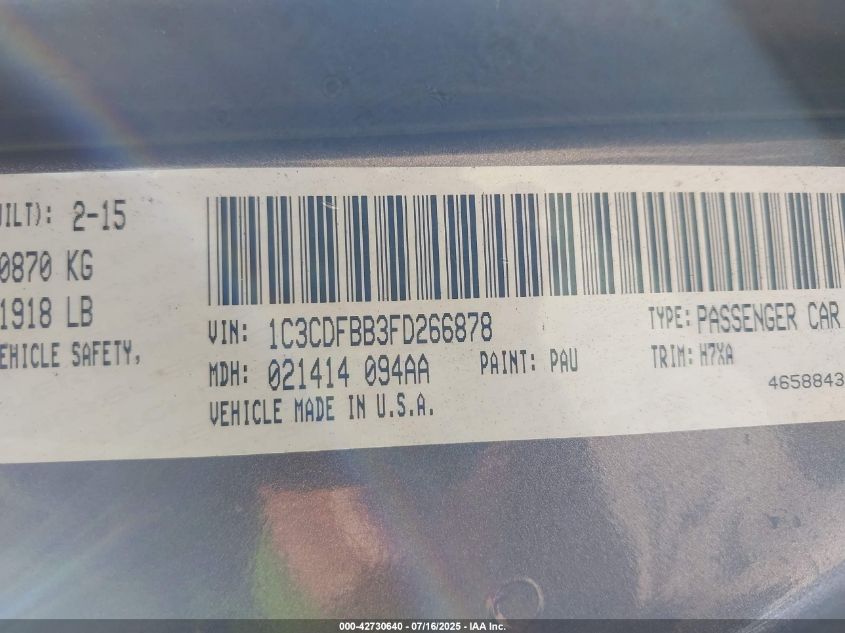 UILT): 2-15
0870 KG
1918 LB
EHICLE SAFETY,
VIN: 1C3CDFBB3FD266878
TYPE: PASSENGER CAR
MDH: 021414 094AA
PAINT: PAU
TRIM: H7XA
VEHICLE MADE IN U.S.A.
4658843
000-42730640 - 07/16/2025 - IAA Inc.